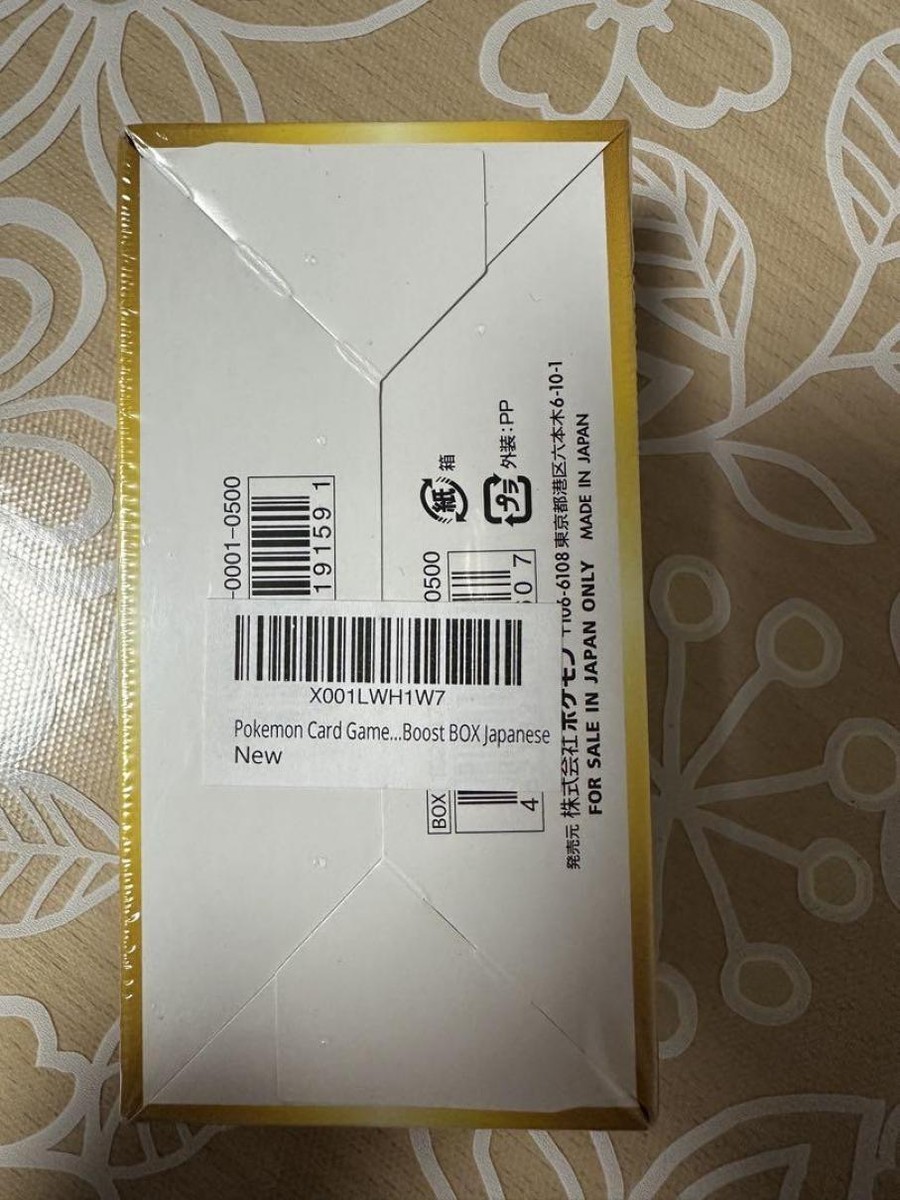 -0001-0500
19159 1
紙
箱
プラ
外装:PP
0500
07
BOX
4
X001LWH1W7
Pokemon Card Game...Boost BOX Japanese
New
発売元 株式会社ポケモン 〒106-6108 東京都港区六本木6-10-1
FOR SALE IN JAPAN ONLY MADE IN JAPAN